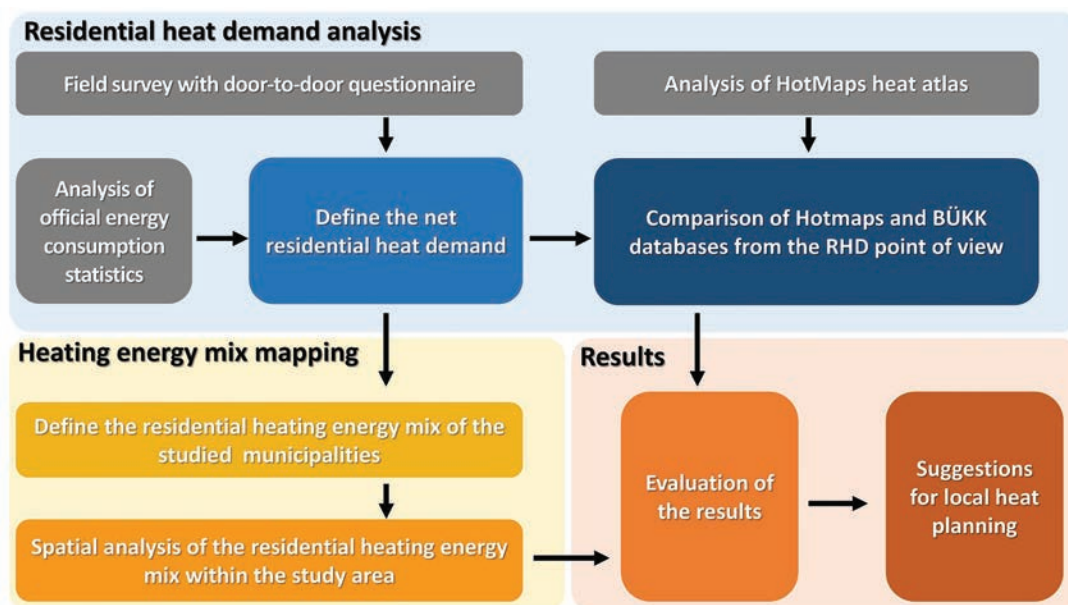 Residential heat demand analysis
Field survey with door-to-door questionnaire
Analysis of HotMaps heat atlas
Analysis of
official energy
consumption
statistics
Define the net
residential heat demand
Comparison of Hotmaps and BÜKK
databases from the RHD point of view
Heating energy mix mapping
Define the residential heating energy mix of the
studied municipalities
Spatial analysis of the residential heating energy
mix within the study area
Results
Evaluation of
the results
Suggestions
for local heat
planning